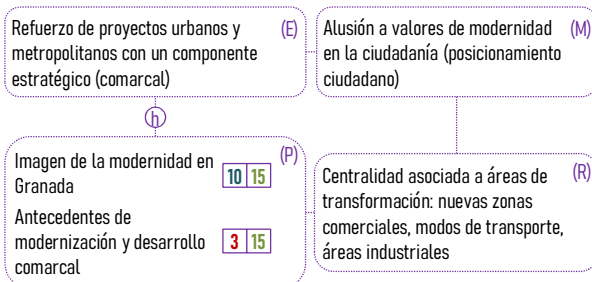 Refuerzo de proyectos urbanos y (E)
metropolitanos con un componente
estratégico (comarcal)
Alusión a valores de modernidad (M)
en la ciudadanía (posicionamiento
ciudadano)
h
Imagen de la modernidad en (P)
Granada 10 15
Antecedentes de
modernización y desarrollo 3 15
comarcal
Centralidad asociada a áreas de (R)
transformación: nuevas zonas
comerciales, modos de transporte,
áreas industriales